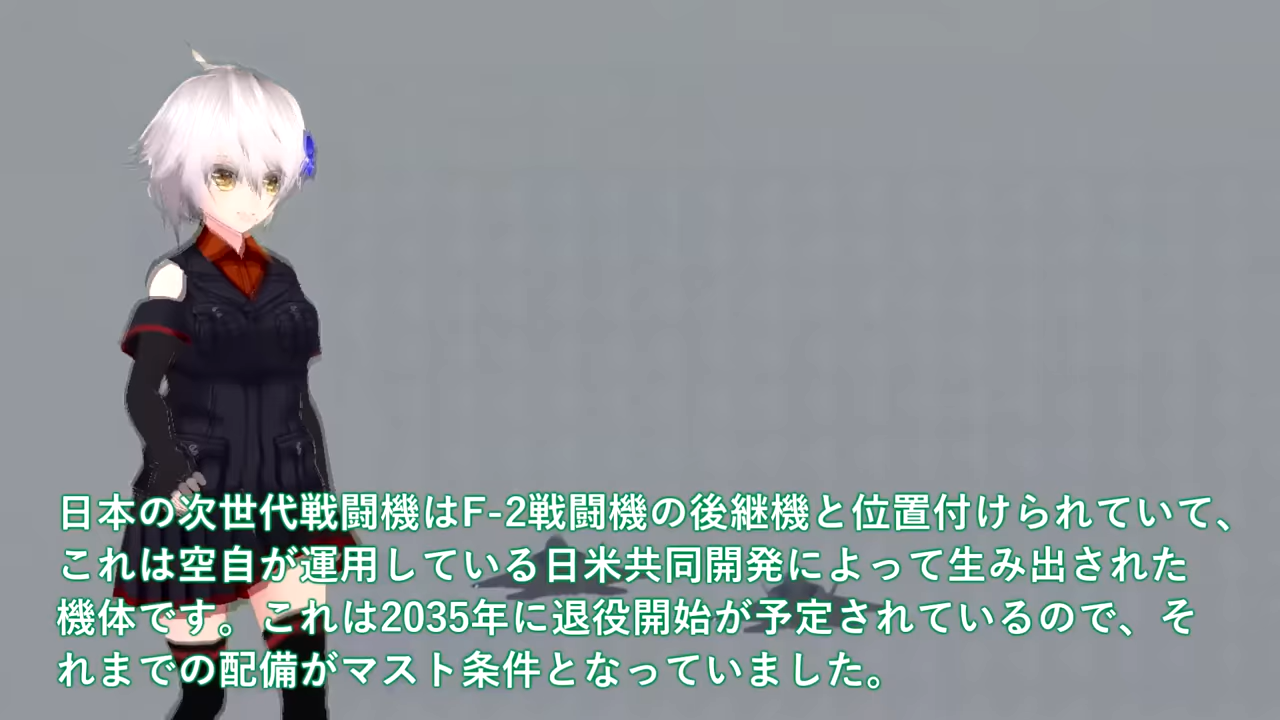 日本の次世代戦闘機はF-2戦闘機の後継機と位置付けられていて、
これは空自が運用している日米共同開発によって生み出された
機体です。これは2035年に退役開始が予定されているので、そ
れまでの配備がマスト条件となっていました。